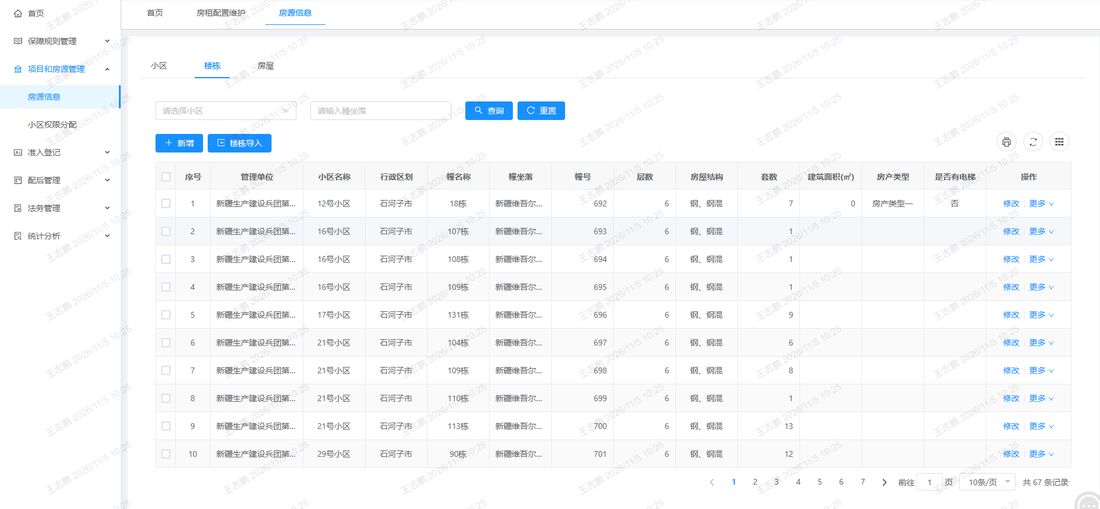 首页
保障规则管理
项目和房源管理
房源信息
小区权限分配
准入登记
配后管理
法务管理
统计分析
首页 房租配置维护 房源信息
小区 楼栋 房屋
请选择小区 请输入幢坐落 查询 重置
新增 楼栋导入
序号 管理单位 小区名称 行政区划 幢名称 幢坐落 幢号 层数 房屋结构 套数 建筑面积(㎡) 房产类型 是否有电梯 操作
1 新疆生产建设兵团第... 12号小区 石河子市 18栋 新疆维吾尔... 692 6 钢、钢混 7 0 房产类型一 否 修改 更多
2 新疆生产建设兵团第... 16号小区 石河子市 107栋 新疆维吾尔... 693 6 钢、钢混 1 修改 更多
3 新疆生产建设兵团第... 16号小区 石河子市 108栋 新疆维吾尔... 694 6 钢、钢混 1 修改 更多
4 新疆生产建设兵团第... 16号小区 石河子市 109栋 新疆维吾尔... 695 6 钢、钢混 1 修改 更多
5 新疆生产建设兵团第... 17号小区 石河子市 131栋 新疆维吾尔... 696 6 钢、钢混 9 修改 更多
6 新疆生产建设兵团第... 21号小区 石河子市 104栋 新疆维吾尔... 697 6 钢、钢混 6 修改 更多
7 新疆生产建设兵团第... 21号小区 石河子市 109栋 新疆维吾尔... 698 6 钢、钢混 8 修改 更多
8 新疆生产建设兵团第... 21号小区 石河子市 110栋 新疆维吾尔... 699 6 钢、钢混 1 修改 更多
9 新疆生产建设兵团第... 21号小区 石河子市 113栋 新疆维吾尔... 700 6 钢、钢混 13 修改 更多
10 新疆生产建设兵团第... 29号小区 石河子市 90栋 新疆维吾尔... 701 6 钢、钢混 12 修改 更多
1 2 3 4 5 6 7 前往 1 页 10条/页 共 67 条记录
王志鹏 2026/11/5 10:25